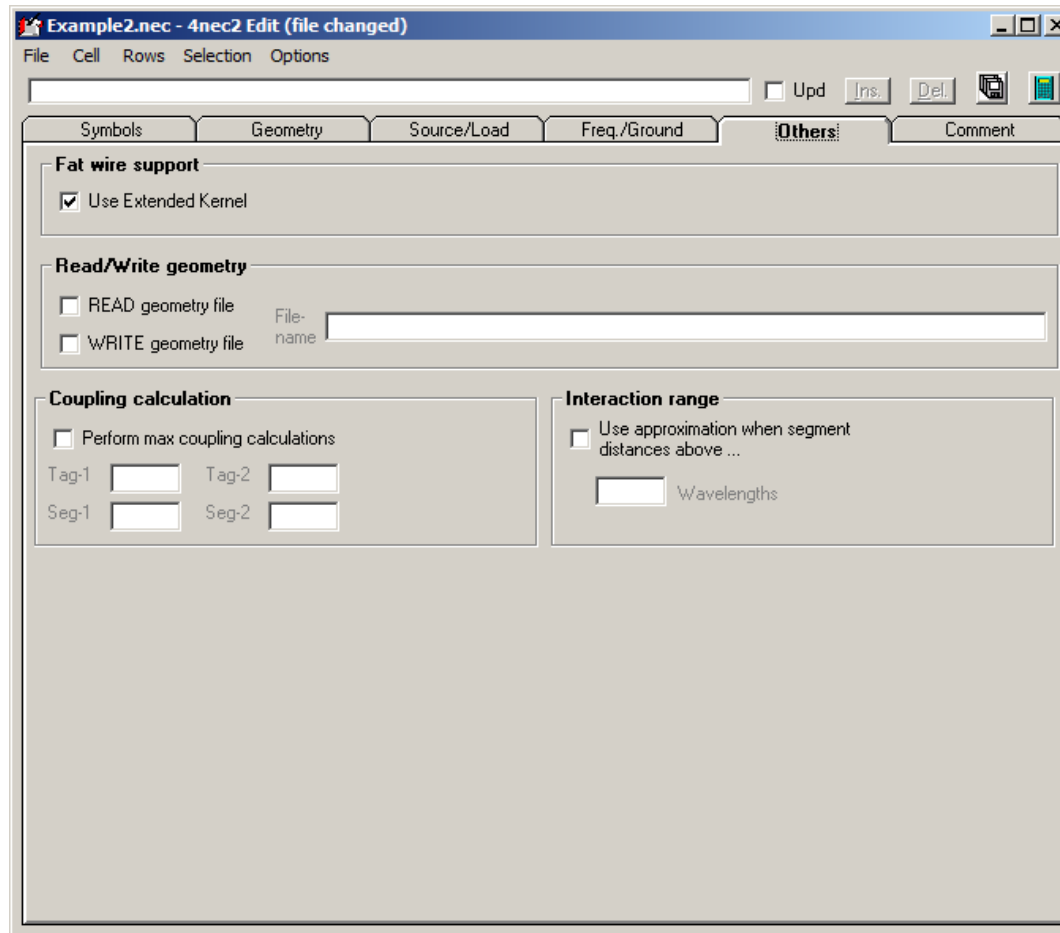 Example2.nec - 4nec2 Edit (file changed)
File Cell Rows Selection Options
Upd Ins. Del.
Symbols Geometry Source/Load Freq./Ground Others Comment
Fat wire support
Use Extended Kernel
Read/Write geometry
READ geometry file
WRITE geometry file
File-
name
Coupling calculation
Perform max coupling calculations
Tag-1 Tag-2
Seg-1 Seg-2
Interaction range
Use approximation when segment
distances above ...
Wavelengths